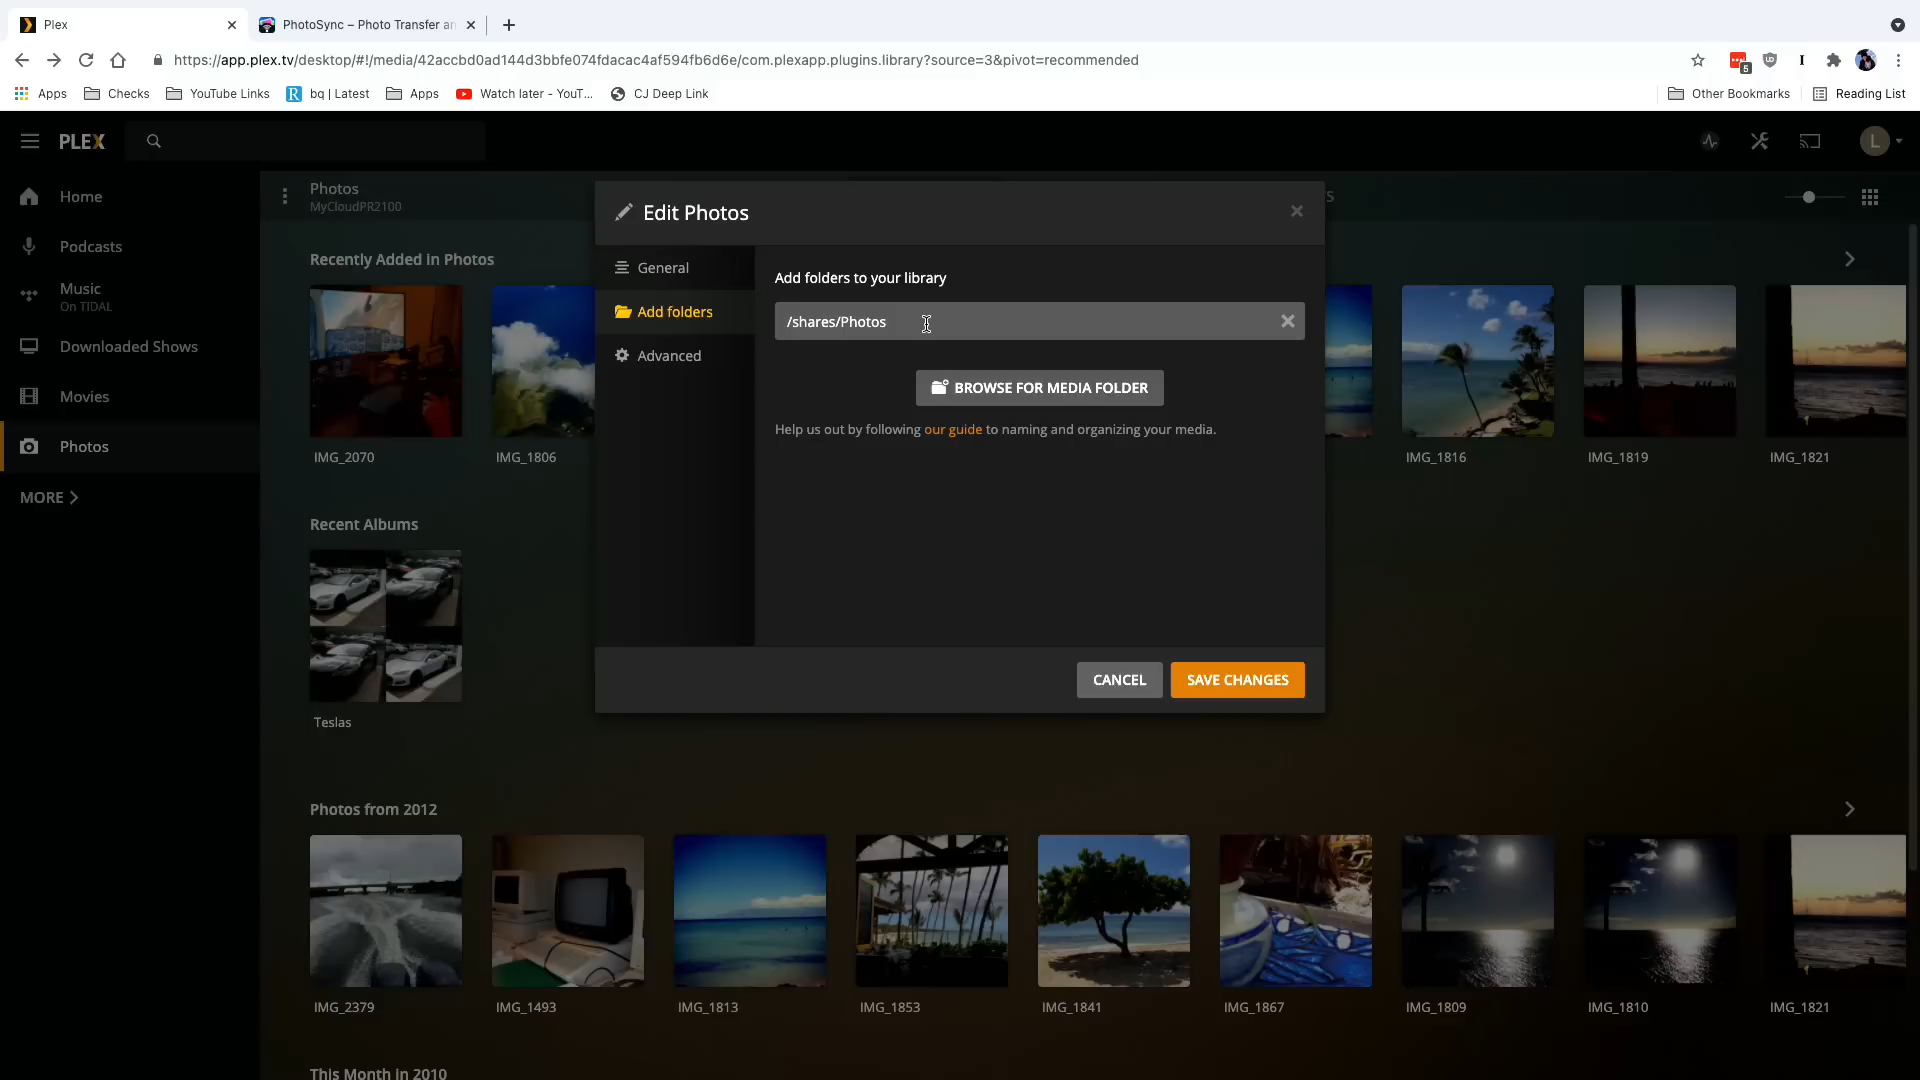 Plex
PhotoSync – Photo Transfer an
https://app.plex.tv/desktop/#!/media/42accbd0ad144d3bbfe074fdacac4af594fb6d6e/com.plexapp.plugins.library?source=3&pivot=recommended
5
Apps
Checks
YouTube Links
bq | Latest
Apps
Watch later - YouT...
CJ Deep Link
Other Bookmarks
Reading List
PLEX
L
Home
Podcasts
Music
On TIDAL
Downloaded Shows
Movies
Photos
MORE
Photos
MyCloudPR2100
Recently Added in Photos
IMG_2070
IMG_1806
IMG_1816
IMG_1819
IMG_1821
Edit Photos
General
Add folders
Advanced
Add folders to your library
/shares/Photos
BROWSE FOR MEDIA FOLDER
Help us out by following our guide to naming and organizing your media.
CANCEL
SAVE CHANGES
Recent Albums
Teslas
Photos from 2012
IMG_2379
IMG_1493
IMG_1813
IMG_1853
IMG_1841
IMG_1867
IMG_1809
IMG_1810
IMG_1821
This Month in 2010